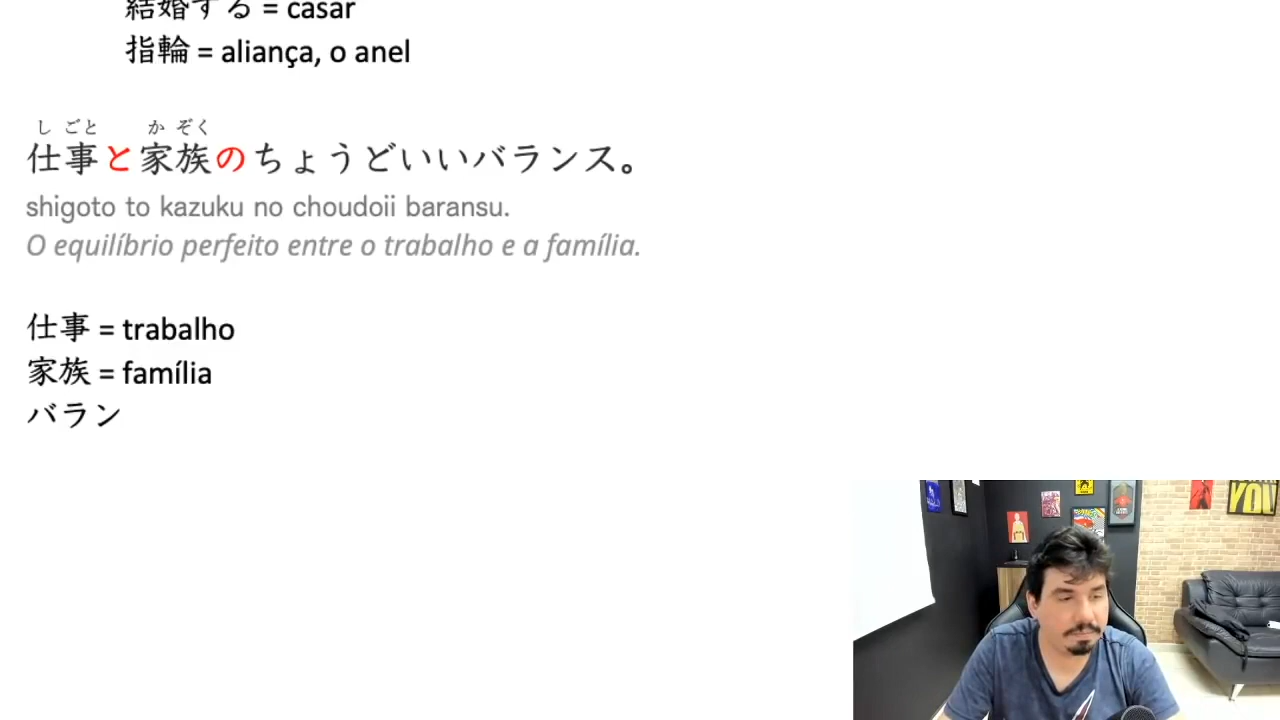 結婚する = casar
指輪 = aliança, o anel
し ごと か ぞく
仕事と家族のちょうどいいバランス。
shigoto to kazuku no choudoii baransu.
O equilíbrio perfeito entre o trabalho e a família.
仕事 = trabalho
家族 = família
バラン
YOU